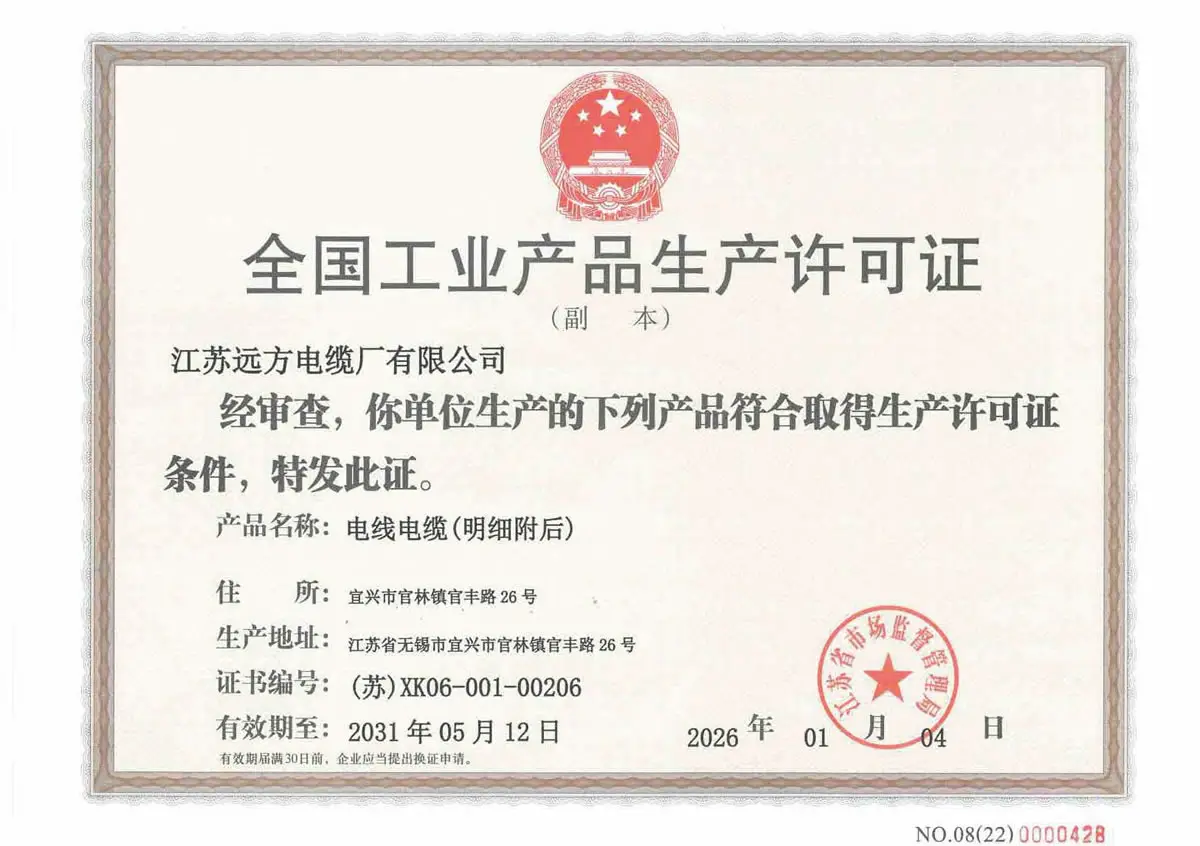 全国工业产品生产许可证
(副 本)
江苏远方电缆厂有限公司
经审查，你单位生产的下列产品符合取得生产许可证
条件，特发此证。
产品名称：电线电缆(明细附后)
住 所：宜兴市官林镇官丰路26号
生产地址：江苏省无锡市宜兴市官林镇官丰路26号
证书编号：(苏)XK06-001-00206
有效期至：2031年05月12日
有效期届满30日前，企业应当提出换证申请。
江苏省市场监督管理局
2026 年 01 月 04 日
NO.08(22)0000428